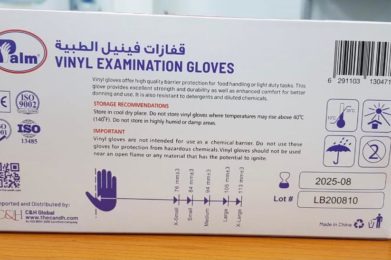 Palm
قفازات فينيل الطبية
VINYL EXAMINATION GLOVES
6 291103 13047
Vinyl gloves offer high quality barrier protection for food handling or light duty tasks. This
glove provides excellent strength and durability as well as enhanced comfort for better
donning and use. It is also resistant to detergents and diluted chemicals.
STORAGE RECOMMENDATIONS
Store in cool dry place. Do not store vinyl gloves where temperatures may rise above 40°C
(140°F). Do not store in highly humid or damp areas.
IMPORTANT
Vinyl gloves are not intended for use as a chemical barrier. Do not use these
gloves for protection from hazardous chemicals. Vinyl gloves should not be used
near an open flame or any material that has the potential to ignite.
CE
ISO
9001
ISO
13485
76 mm±3
84 mm±3
94 mm±3
105 mm±3
113 mm±3
X-Small
Small
Medium
Large
X-Large
2
2025-08
Lot #
LB200810
Imported and Distributed by:
C&H
C&H Global
www.thecandh.com
Made in China